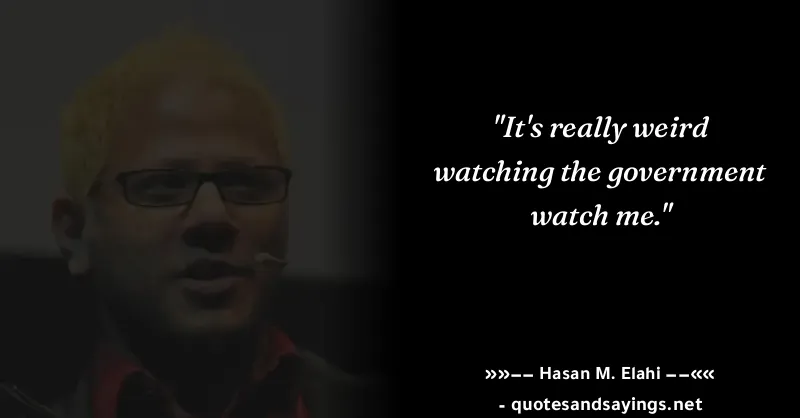 "It's really weird
watching the government
watch me."
»»−− Hasan M. Elahi −−««
- quotesandsayings.net